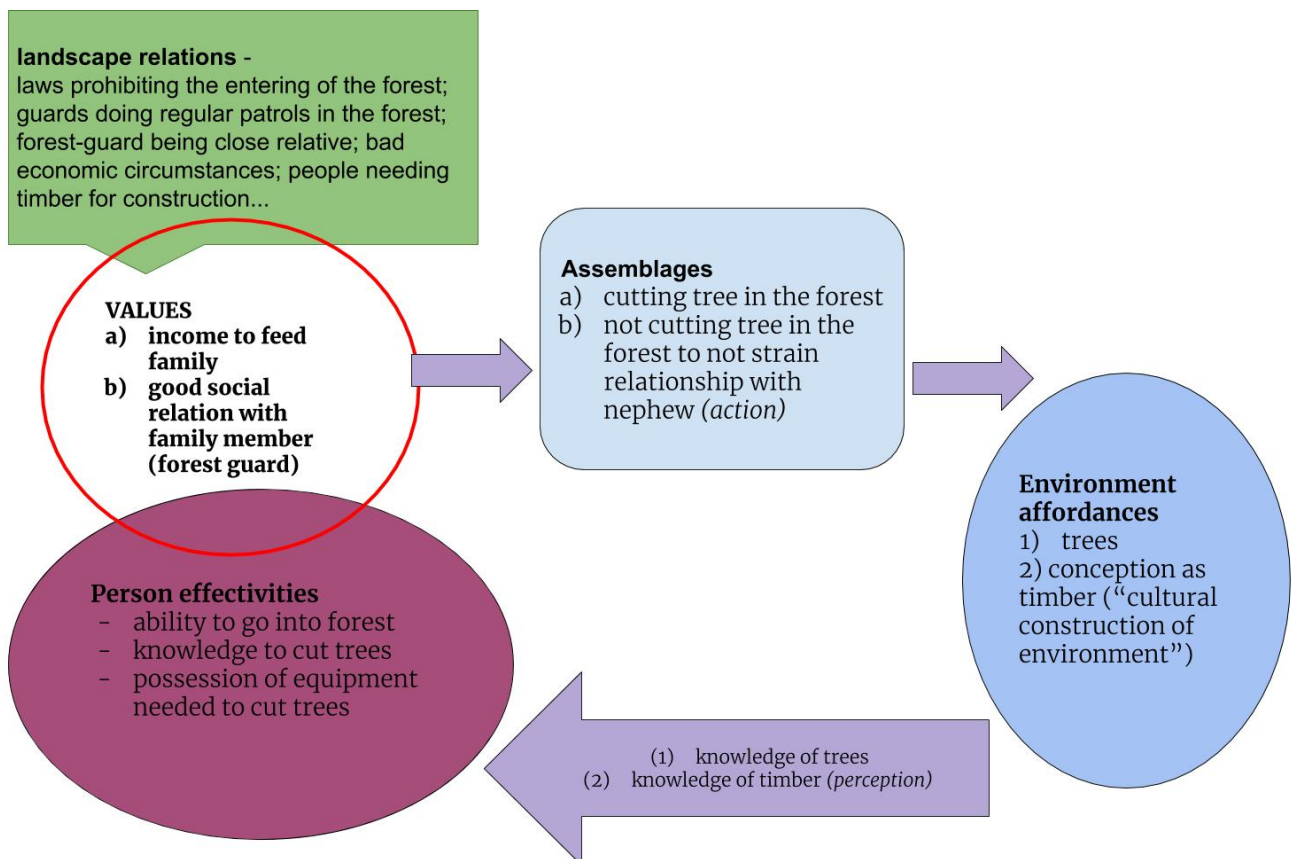 landscape relations -
laws prohibiting the entering of the forest;
guards doing regular patrols in the forest;
forest-guard being close relative; bad
economic circumstances; people needing
timber for construction...
VALUES
a) income to feed
family
b) good social
relation with
family member
(forest guard)
Assemblages
a) cutting tree in the forest
b) not cutting tree in the
forest to not strain
relationship with
nephew (action)
Environment
affordances
1) trees
2) conception as
timber (“cultural
construction of
environment”)
Person effectivities
- ability to go into forest
- knowledge to cut trees
- possession of equipment
needed to cut trees
(1) knowledge of trees
(2) knowledge of timber (perception)